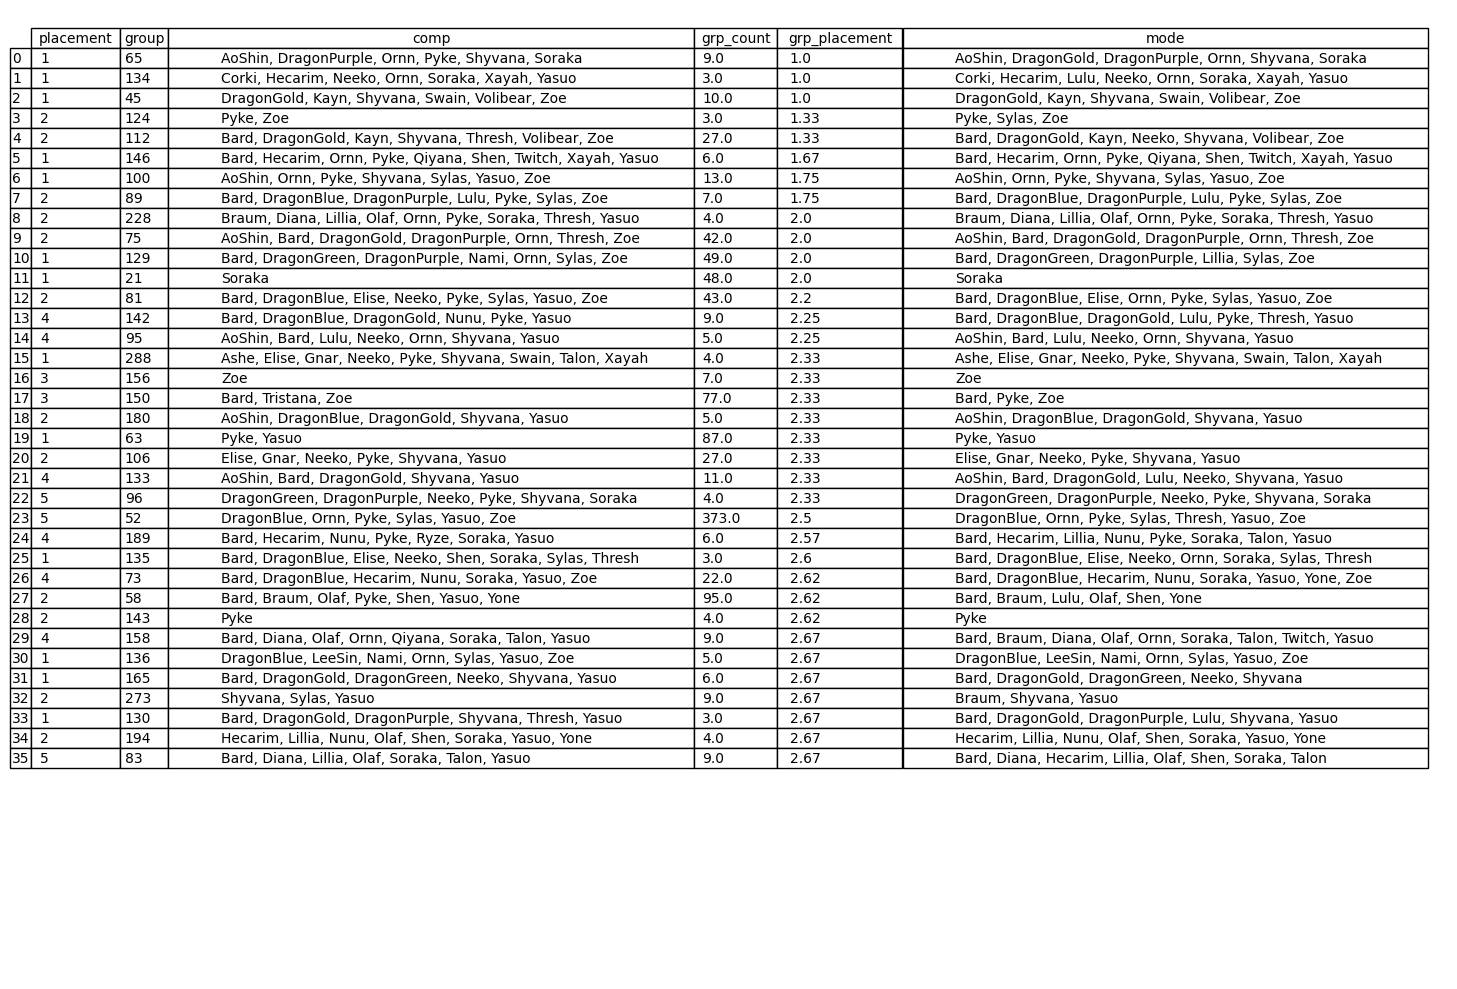 placement group comp grp_count grp_placement mode
0 1 65 AoShin, DragonPurple, Ornn, Pyke, Shyvana, Soraka 9.0 1.0 AoShin, DragonGold, DragonPurple, Ornn, Shyvana, Soraka
1 1 134 Corki, Hecarim, Neeko, Ornn, Soraka, Xayah, Yasuo 3.0 1.0 Corki, Hecarim, Lulu, Neeko, Ornn, Soraka, Xayah, Yasuo
2 1 45 DragonGold, Kayn, Shyvana, Swain, Volibear, Zoe 10.0 1.0 DragonGold, Kayn, Shyvana, Swain, Volibear, Zoe
3 2 124 Pyke, Zoe 3.0 1.33 Pyke, Sylas, Zoe
4 2 112 Bard, DragonGold, Kayn, Shyvana, Thresh, Volibear, Zoe 27.0 1.33 Bard, DragonGold, Kayn, Neeko, Shyvana, Volibear, Zoe
5 1 146 Bard, Hecarim, Ornn, Pyke, Qiyana, Shen, Twitch, Xayah, Yasuo 6.0 1.67 Bard, Hecarim, Ornn, Pyke, Qiyana, Shen, Twitch, Xayah, Yasuo
6 1 100 AoShin, Ornn, Pyke, Shyvana, Sylas, Yasuo, Zoe 13.0 1.75 AoShin, Ornn, Pyke, Shyvana, Sylas, Yasuo, Zoe
7 2 89 Bard, DragonBlue, DragonPurple, Lulu, Pyke, Sylas, Zoe 7.0 1.75 Bard, DragonBlue, DragonPurple, Lulu, Pyke, Sylas, Zoe
8 2 228 Braum, Diana, Lillia, Olaf, Ornn, Pyke, Soraka, Thresh, Yasuo 4.0 2.0 Braum, Diana, Lillia, Olaf, Ornn, Pyke, Soraka, Thresh, Yasuo
9 2 75 AoShin, Bard, DragonGold, DragonPurple, Ornn, Thresh, Zoe 42.0 2.0 AoShin, Bard, DragonGold, DragonPurple, Ornn, Thresh, Zoe
10 1 129 Bard, DragonGreen, DragonPurple, Nami, Ornn, Sylas, Zoe 49.0 2.0 Bard, DragonGreen, DragonPurple, Lillia, Sylas, Zoe
11 1 21 Soraka 48.0 2.0 Soraka
12 2 81 Bard, DragonBlue, Elise, Neeko, Pyke, Sylas, Yasuo, Zoe 43.0 2.2 Bard, DragonBlue, Elise, Ornn, Pyke, Sylas, Yasuo, Zoe
13 4 142 Bard, DragonBlue, DragonGold, Nunu, Pyke, Yasuo 9.0 2.25 Bard, DragonBlue, DragonGold, Lulu, Pyke, Thresh, Yasuo
14 4 95 AoShin, Bard, Lulu, Neeko, Ornn, Shyvana, Yasuo 5.0 2.25 AoShin, Bard, Lulu, Neeko, Ornn, Shyvana, Yasuo
15 1 288 Ashe, Elise, Gnar, Neeko, Pyke, Shyvana, Swain, Talon, Xayah 4.0 2.33 Ashe, Elise, Gnar, Neeko, Pyke, Shyvana, Swain, Talon, Xayah
16 3 156 Zoe 7.0 2.33 Zoe
17 3 150 Bard, Tristana, Zoe 77.0 2.33 Bard, Pyke, Zoe
18 2 180 AoShin, DragonBlue, DragonGold, Shyvana, Yasuo 5.0 2.33 AoShin, DragonBlue, DragonGold, Shyvana, Yasuo
19 1 63 Pyke, Yasuo 87.0 2.33 Pyke, Yasuo
20 2 106 Elise, Gnar, Neeko, Pyke, Shyvana, Yasuo 27.0 2.33 Elise, Gnar, Neeko, Pyke, Shyvana, Yasuo
21 4 133 AoShin, Bard, DragonGold, Shyvana, Yasuo 11.0 2.33 AoShin, Bard, DragonGold, Lulu, Neeko, Shyvana, Yasuo
22 5 96 DragonGreen, DragonPurple, Neeko, Pyke, Shyvana, Soraka 4.0 2.33 DragonGreen, DragonPurple, Neeko, Pyke, Shyvana, Soraka
23 5 52 DragonBlue, Ornn, Pyke, Sylas, Yasuo, Zoe 373.0 2.5 DragonBlue, Ornn, Pyke, Sylas, Thresh, Yasuo, Zoe
24 4 189 Bard, Hecarim, Nunu, Pyke, Ryze, Soraka, Yasuo 6.0 2.57 Bard, Hecarim, Lillia, Nunu, Pyke, Soraka, Talon, Yasuo
25 1 135 Bard, DragonBlue, Elise, Neeko, Shen, Soraka, Sylas, Thresh 3.0 2.6 Bard, DragonBlue, Elise, Neeko, Ornn, Soraka, Sylas, Thresh
26 4 73 Bard, DragonBlue, Hecarim, Nunu, Soraka, Yasuo, Zoe 22.0 2.62 Bard, DragonBlue, Hecarim, Nunu, Soraka, Yasuo, Yone, Zoe
27 2 58 Bard, Braum, Olaf, Pyke, Shen, Yasuo, Yone 95.0 2.62 Bard, Braum, Lulu, Olaf, Shen, Yone
28 2 143 Pyke 4.0 2.62 Pyke
29 4 158 Bard, Diana, Olaf, Ornn, Qiyana, Soraka, Talon, Yasuo 9.0 2.67 Bard, Braum, Diana, Olaf, Ornn, Soraka, Talon, Twitch, Yasuo
30 1 136 DragonBlue, LeeSin, Nami, Ornn, Sylas, Yasuo, Zoe 5.0 2.67 DragonBlue, LeeSin, Nami, Ornn, Sylas, Yasuo, Zoe
31 1 165 Bard, DragonGold, DragonGreen, Neeko, Shyvana, Yasuo 6.0 2.67 Bard, DragonGold, DragonGreen, Neeko, Shyvana
32 2 273 Shyvana, Sylas, Yasuo 9.0 2.67 Braum, Shyvana, Yasuo
33 1 130 Bard, DragonGold, DragonPurple, Shyvana, Thresh, Yasuo 3.0 2.67 Bard, DragonGold, DragonPurple, Lulu, Shyvana, Yasuo
34 2 194 Hecarim, Lillia, Nunu, Olaf, Shen, Soraka, Yasuo, Yone 4.0 2.67 Hecarim, Lillia, Nunu, Olaf, Shen, Soraka, Yasuo, Yone
35 5 83 Bard, Diana, Lillia, Olaf, Soraka, Talon, Yasuo 9.0 2.67 Bard, Diana, Hecarim, Lillia, Olaf, Shen, Soraka, Talon